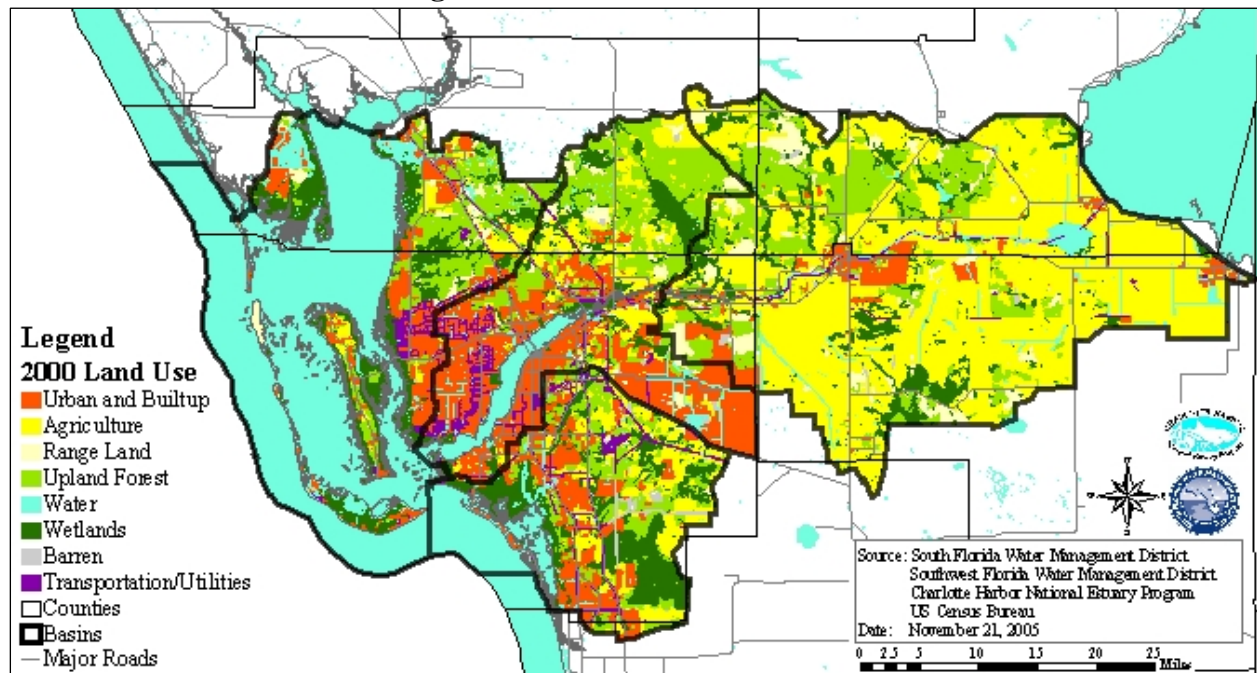 Legend
2000 Land Use
Urban and Builtup
Agriculture
Range Land
Upland Forest
Water
Wetlands
Barren
Transportation/Utilities
Counties
Basins
Major Roads
Source: South Florida Water Management District
Southwest Florida Water Management District
Charlotte Harbor National Estuary Program
US Census Bureau
Date: November 21, 2005
0 2.5 5 10 15 20 25
Miles